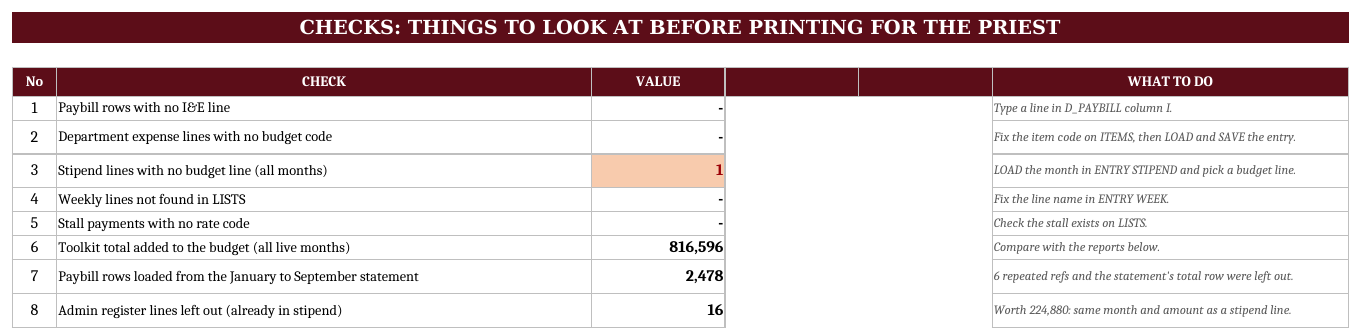 CHECKS: THINGS TO LOOK AT BEFORE PRINTING FOR THE PRIEST
No CHECK VALUE WHAT TO DO
1 Paybill rows with no I&E line - Type a line in D_PAYBILL column I.
2 Department expense lines with no budget code - Fix the item code on ITEMS, then LOAD and SAVE the entry.
3 Stipend lines with no budget line (all months) 1 LOAD the month in ENTRY STIPEND and pick a budget line.
4 Weekly lines not found in LISTS - Fix the line name in ENTRY WEEK.
5 Stall payments with no rate code - Check the stall exists on LISTS.
6 Toolkit total added to the budget (all live months) 816,596 Compare with the reports below.
7 Paybill rows loaded from the January to September statement 2,478 6 repeated refs and the statement's total row were left out.
8 Admin register lines left out (already in stipend) 16 Worth 224,880: same month and amount as a stipend line.